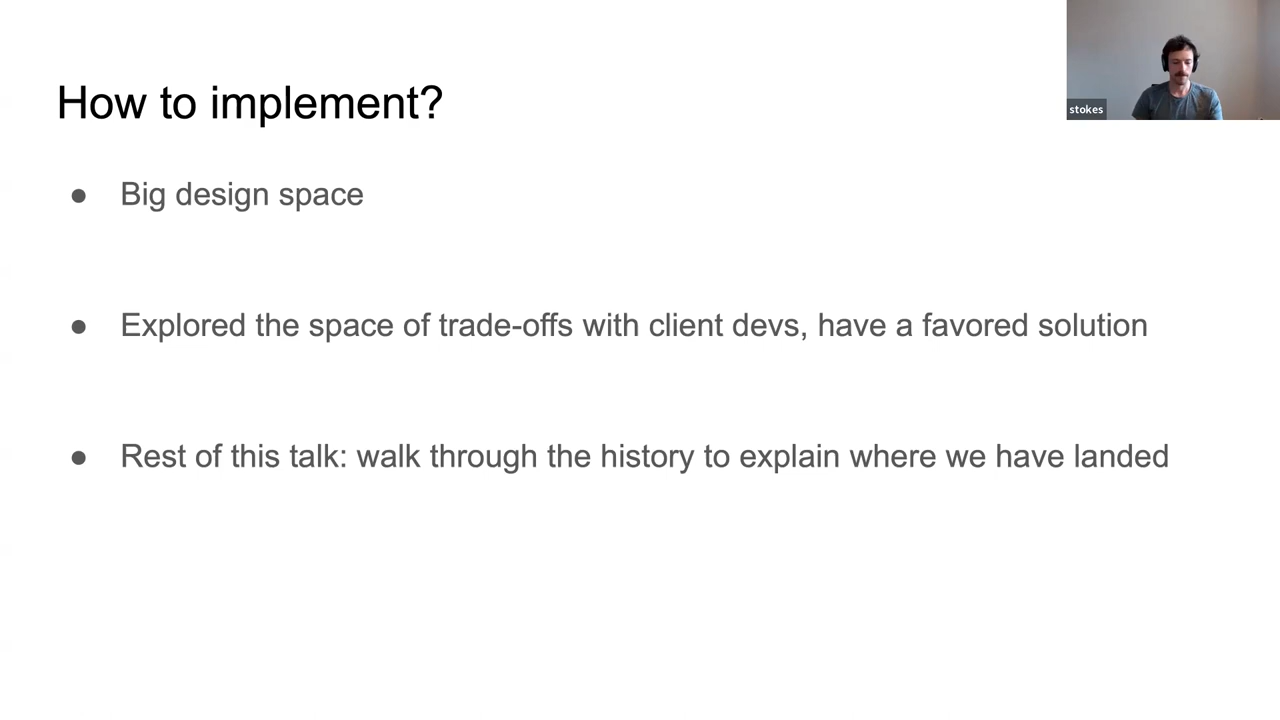 How to implement?
stokes
● Big design space
● Explored the space of trade-offs with client devs, have a favored solution
● Rest of this talk: walk through the history to explain where we have landed